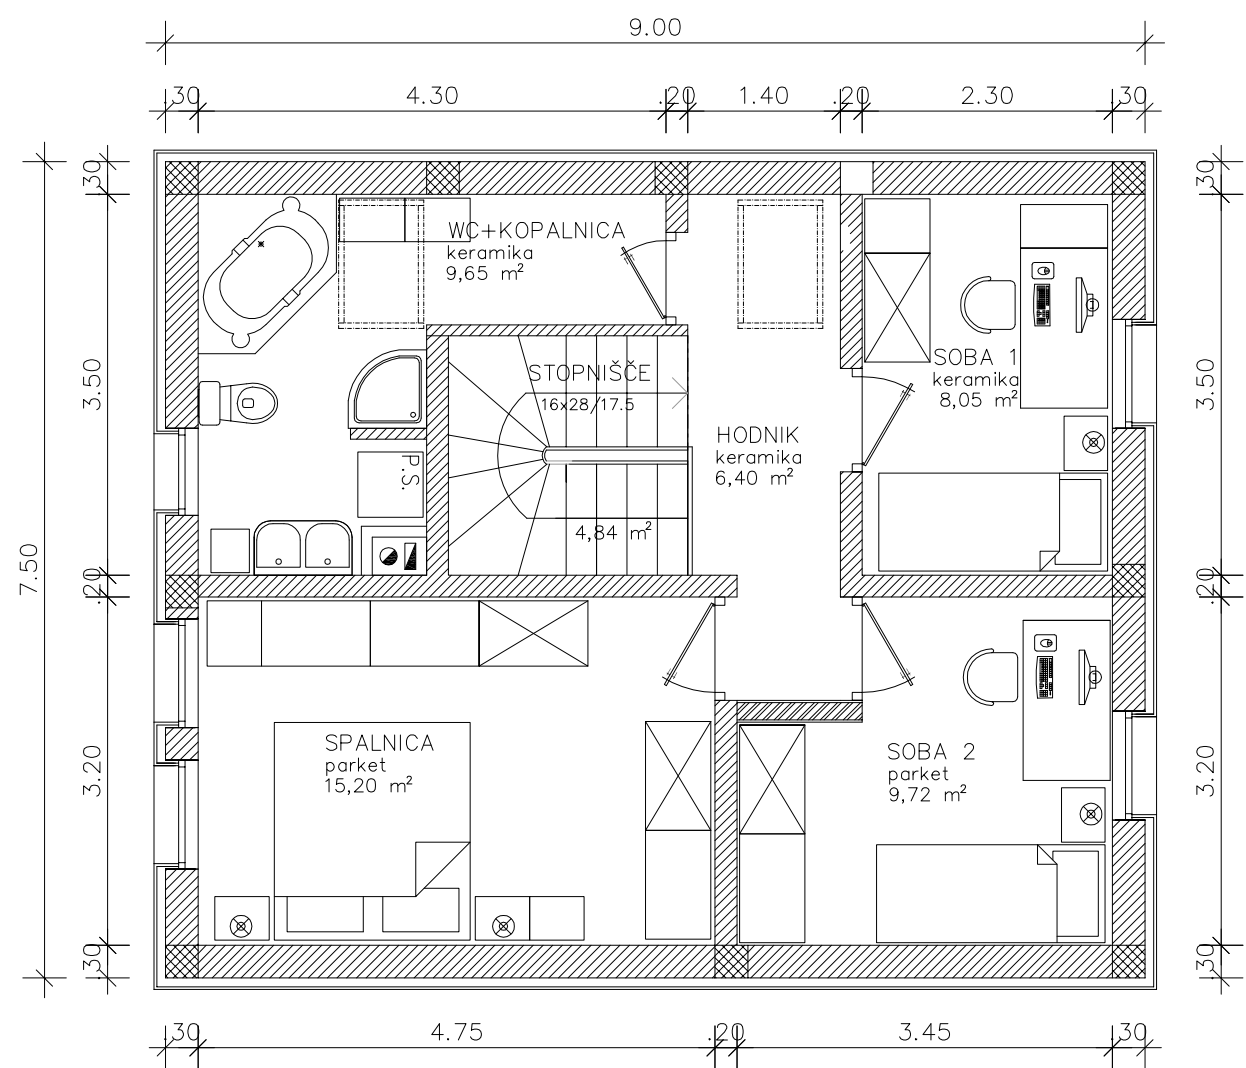 9.00
.30
4.30
.20
1.40
.20
2.30
.30
.30
3.50
.20
3.20
.30
7.50
.30
3.50
.20
3.20
.30
WC+KOPALNICA
keramika
9,65 m²
STOPNIŠČE
16x28/17.5
4,84 m²
P.S.
HODNIK
keramika
6,40 m²
SOBA 1
keramika
8,05 m²
SPALNICA
parket
15,20 m²
SOBA 2
parket
9,72 m²
.30
4.75
.20
3.45
.30